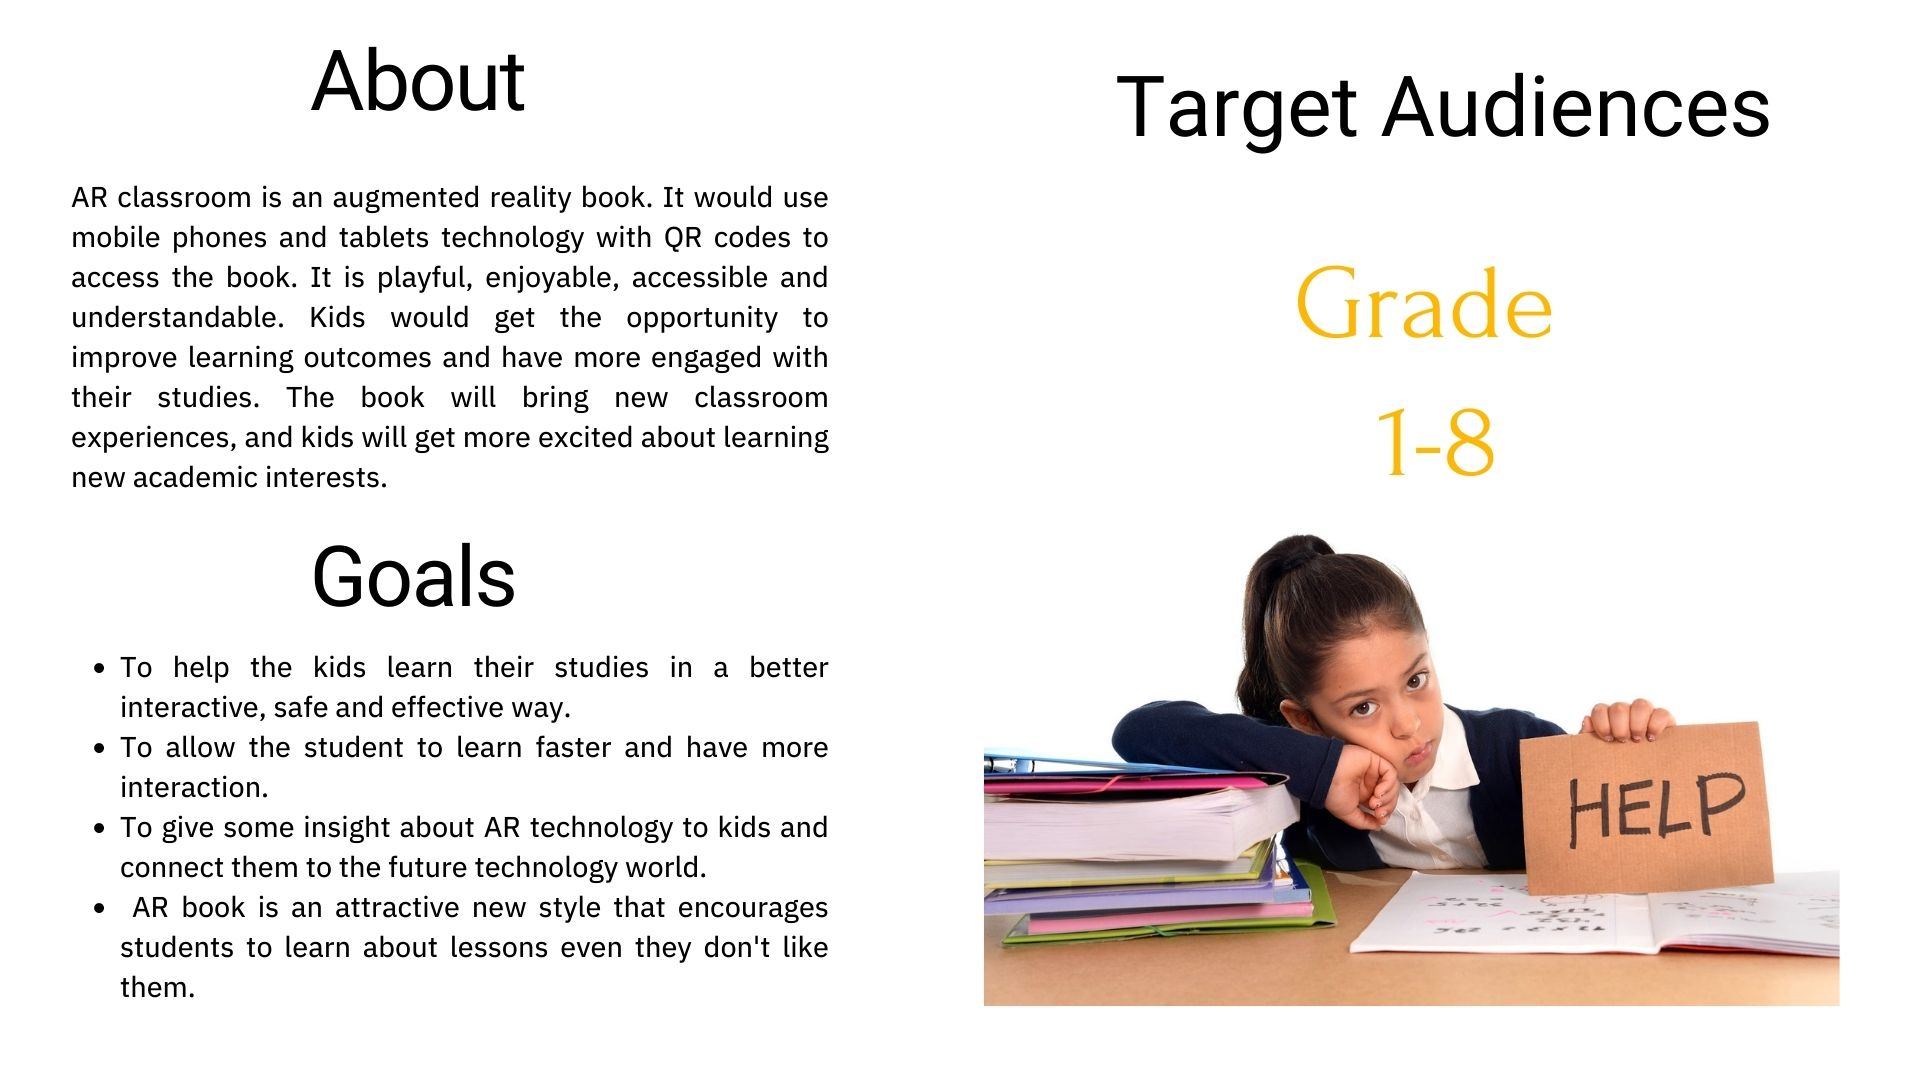 About
AR classroom is an augmented reality book. It would use
mobile phones and tablets technology with QR codes to
access the book. It is playful, enjoyable, accessible and
understandable. Kids would get the opportunity to
improve learning outcomes and have more engaged with
their studies. The book will bring new classroom
experiences, and kids will get more excited about learning
new academic interests.
Goals
• To help the kids learn their studies in a better
interactive, safe and effective way.
• To allow the student to learn faster and have more
interaction.
• To give some insight about AR technology to kids and
connect them to the future technology world.
• AR book is an attractive new style that encourages
students to learn about lessons even they don't like
them.
Target Audiences
Grade
1-8
HELP